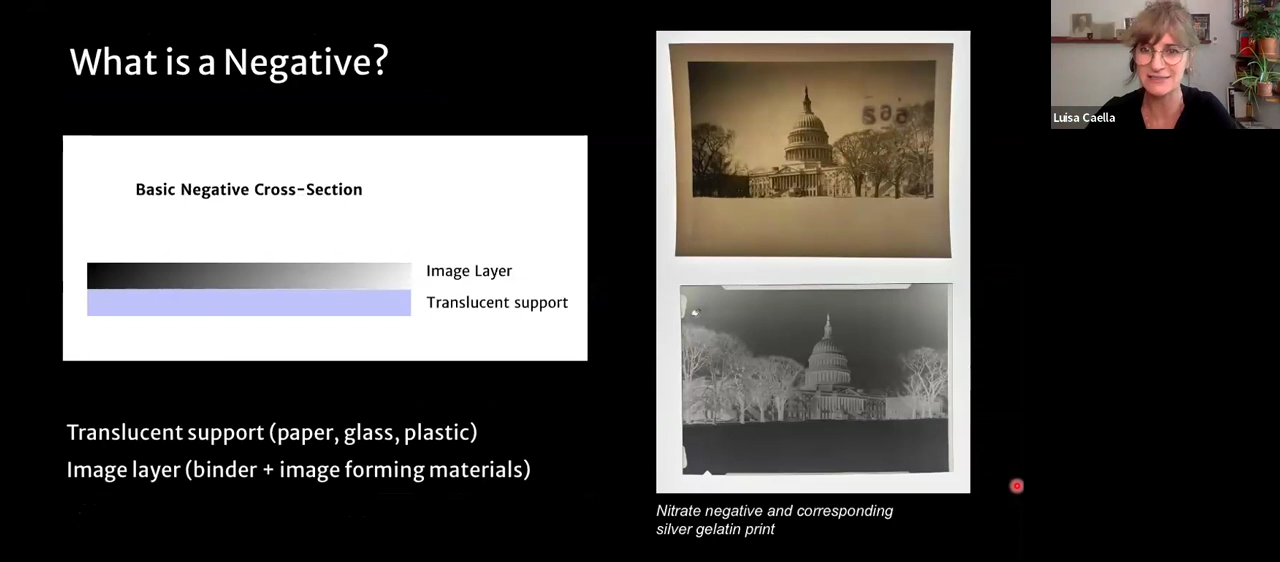 What is a Negative?
Basic Negative Cross-Section
Image Layer
Translucent support
Translucent support (paper, glass, plastic)
Image layer (binder + image forming materials)
Nitrate negative and corresponding
silver gelatin print
Luisa Caella